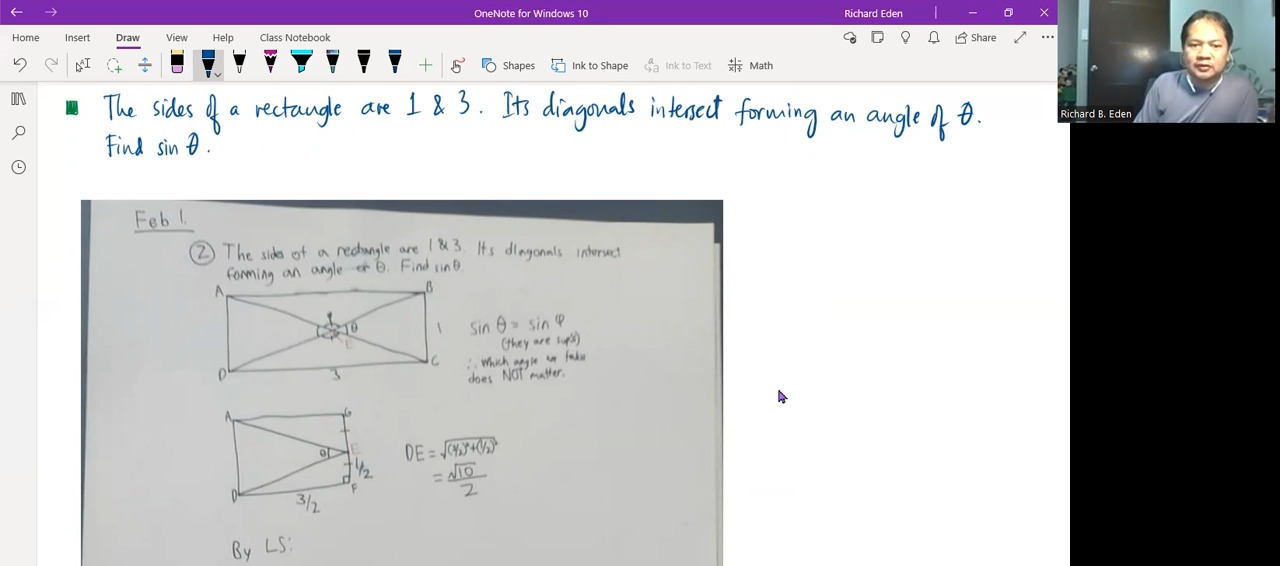 OneNote for Windows 10
Richard Eden
Home Insert Draw View Help Class Notebook
Share
Shapes Ink to Shape Ink to Text Math
The sides of a rectangle are 1 & 3. Its diagonals intersect forming an angle of θ.
Find sin θ.
Richard B. Eden
Feb 1.
② The sides of a rectangle are 1 & 3. Its diagonals intersect
forming an angle of θ. Find sinθ.
A B
φ
θ
E
1
D C
3
sin θ = sin φ
(they are sup's)
∴ which angle we take
does NOT matter.
A G
θ E
1/2
D F
3/2
DE = √(3/2)²+(1/2)²
= √10/2
By LS: